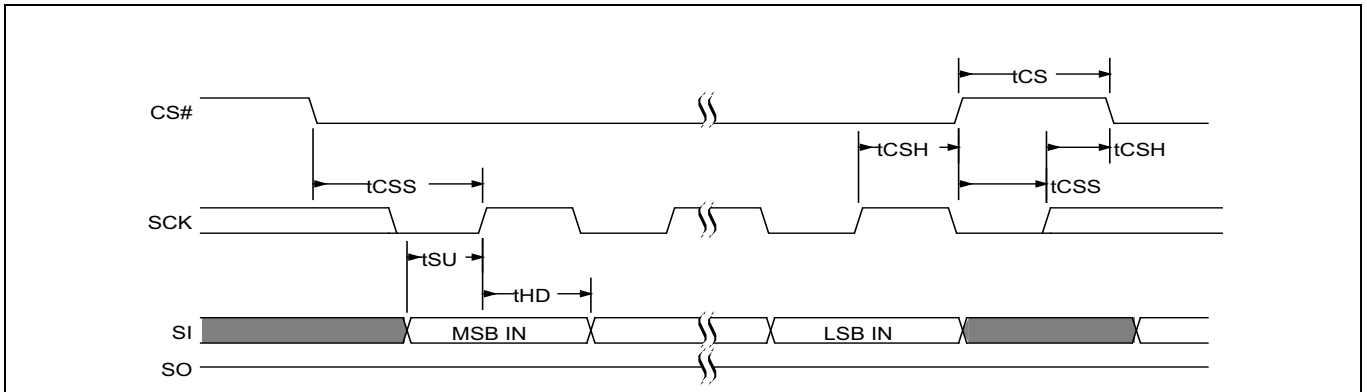 tCS
CS#
tCSH
tCSH
tCSS
tCSS
SCK
tSU
tHD
SI
MSB IN
LSB IN
SO